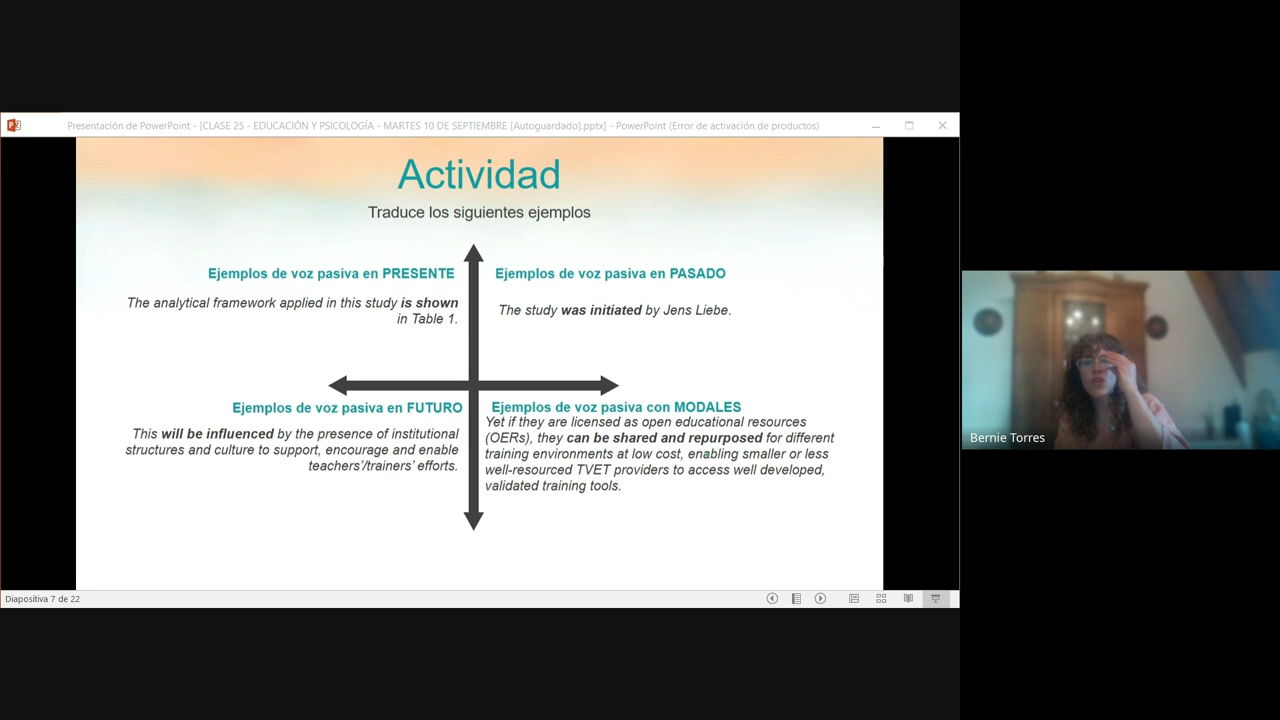 Presentación de PowerPoint - [CLASE 25 - EDUCACIÓN Y PSICOLOGÍA - MARTES 10 DE SEPTIEMBRE [Autoguardado].pptx] - PowerPoint (Error de activación de productos)
Actividad
Traduce los siguientes ejemplos
Ejemplos de voz pasiva en PRESENTE
The analytical framework applied in this study is shown
in Table 1.
Ejemplos de voz pasiva en PASADO
The study was initiated by Jens Liebe.
Ejemplos de voz pasiva en FUTURO
This will be influenced by the presence of institutional
structures and culture to support, encourage and enable
teachers'/trainers' efforts.
Ejemplos de voz pasiva con MODALES
Yet if they are licensed as open educational resources
(OERs), they can be shared and repurposed for different
training environments at low cost, enabling smaller or less
well-resourced TVET providers to access well developed,
validated training tools.
Bernie Torres
Diapositiva 7 de 22